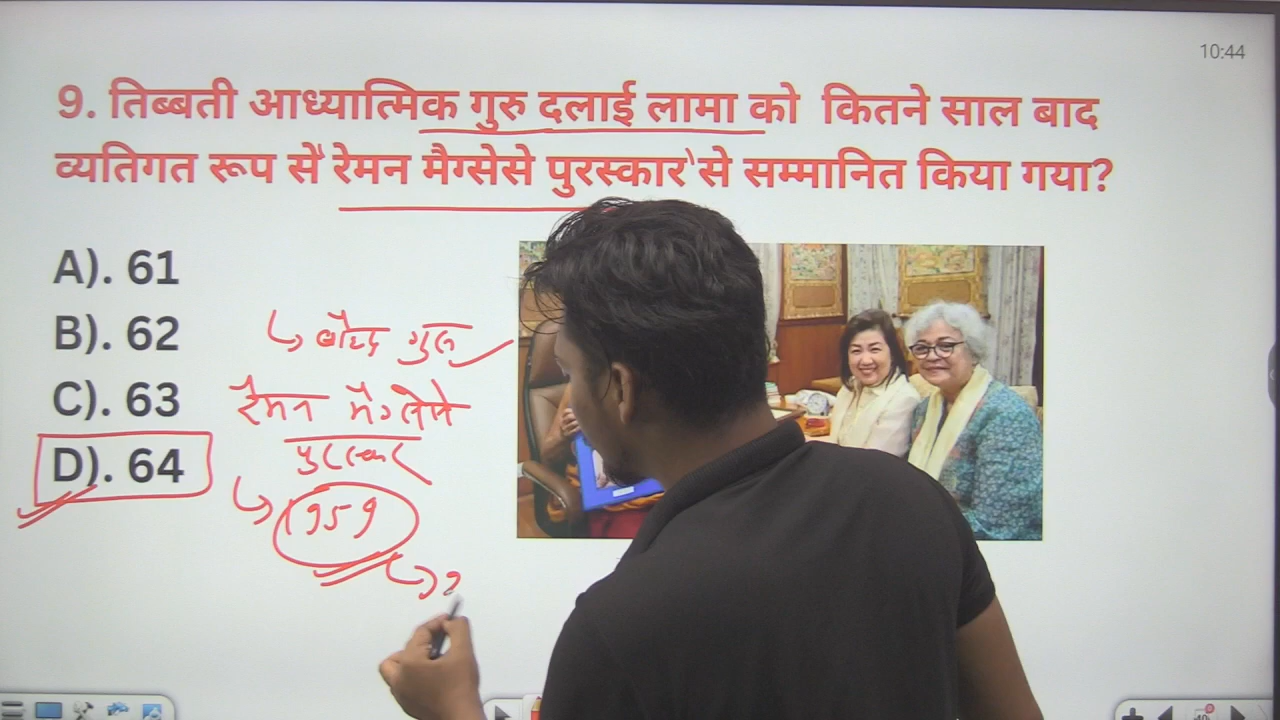 10:44
9. तिब्बती आध्यात्मिक गुरु दलाई लामा को कितने साल बाद
व्यतिगत रूप से रेमन मैग्सेसे पुरस्कार से सम्मानित किया गया?
A). 61
B). 62
C). 63
D). 64
बौद्ध गुरु
रैमन मैग्सेसे
पुरस्कार
1959
2